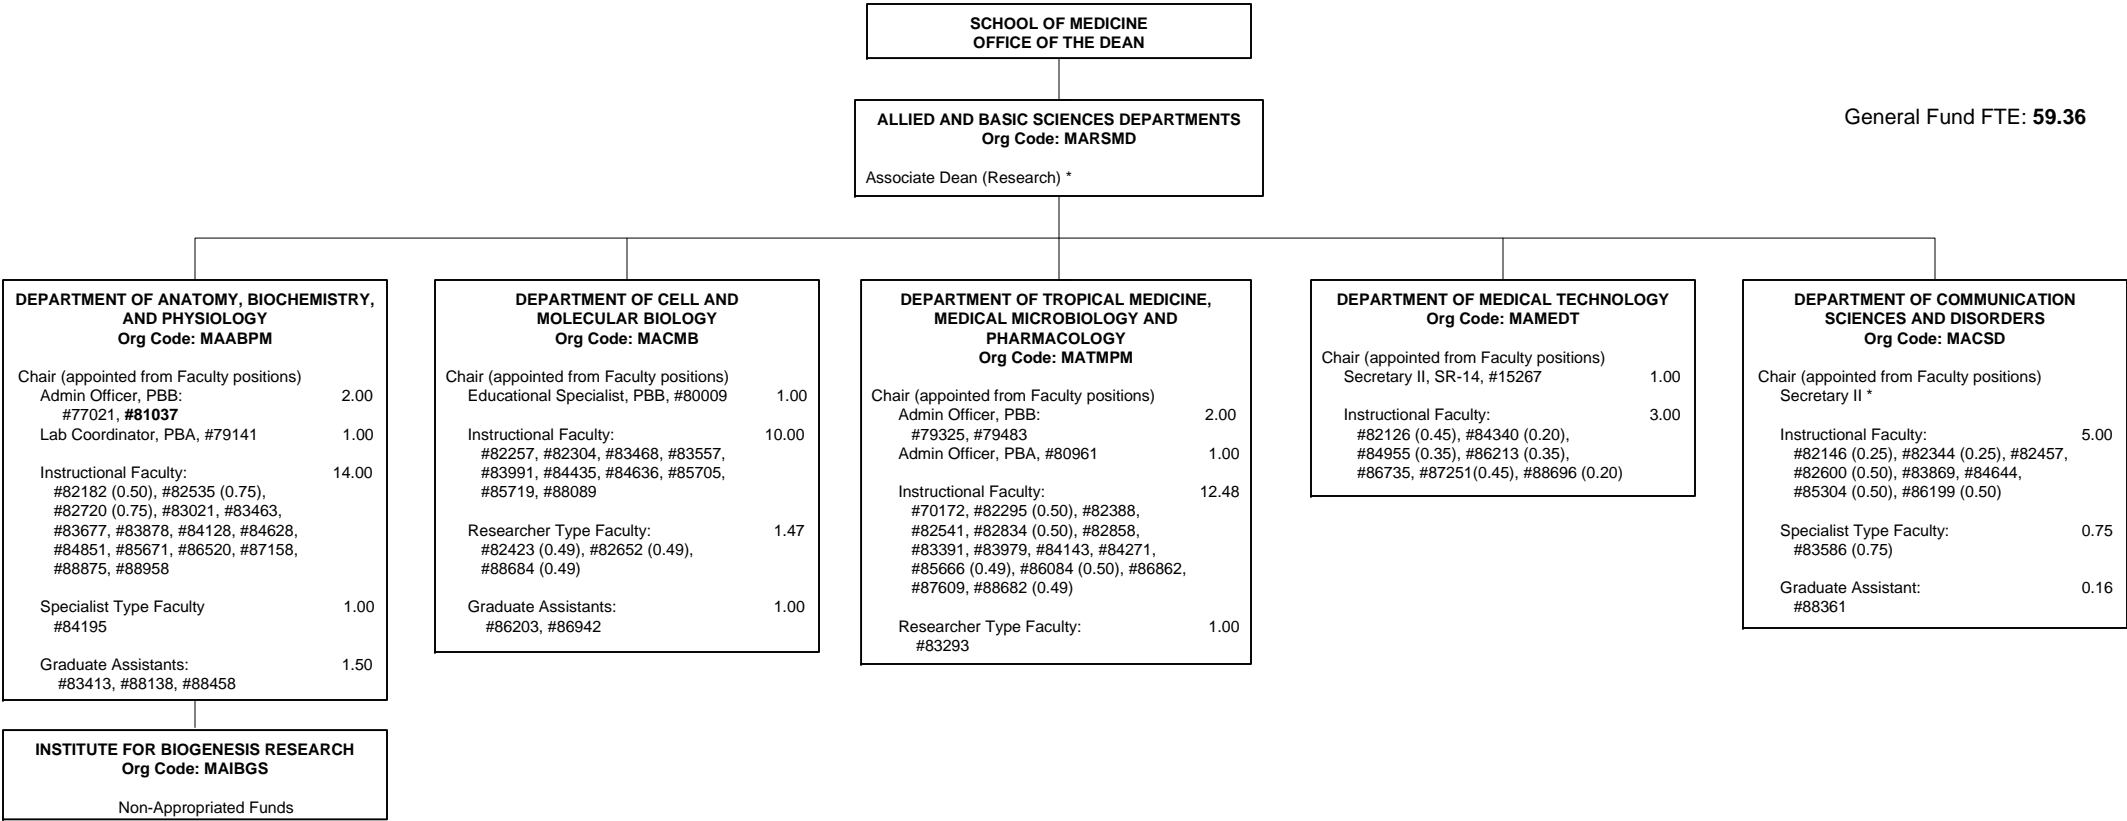 SCHOOL OF MEDICINE
OFFICE OF THE DEAN
ALLIED AND BASIC SCIENCES DEPARTMENTS
Org Code: MARSMD
Associate Dean (Research) *
General Fund FTE: 59.36
DEPARTMENT OF ANATOMY, BIOCHEMISTRY,
AND PHYSIOLOGY
Org Code: MAABPM
Chair (appointed from Faculty positions)
Admin Officer, PBB: 2.00
#77021, #81037
Lab Coordinator, PBA, #79141 1.00
Instructional Faculty: 14.00
#82182 (0.50), #82535 (0.75),
#82720 (0.75), #83021, #83463,
#83677, #83878, #84128, #84628,
#84851, #85671, #86520, #87158,
#88875, #88958
Specialist Type Faculty 1.00
#84195
Graduate Assistants: 1.50
#83413, #88138, #88458
INSTITUTE FOR BIOGENESIS RESEARCH
Org Code: MAIBGS
Non-Appropriated Funds
DEPARTMENT OF CELL AND
MOLECULAR BIOLOGY
Org Code: MACMB
Chair (appointed from Faculty positions)
Educational Specialist, PBB, #80009 1.00
Instructional Faculty: 10.00
#82257, #82304, #83468, #83557,
#83991, #84435, #84636, #85705,
#85719, #88089
Researcher Type Faculty: 1.47
#82423 (0.49), #82652 (0.49),
#88684 (0.49)
Graduate Assistants: 1.00
#86203, #86942
DEPARTMENT OF TROPICAL MEDICINE,
MEDICAL MICROBIOLOGY AND
PHARMACOLOGY
Org Code: MATMPM
Chair (appointed from Faculty positions)
Admin Officer, PBB: 2.00
#79325, #79483
Admin Officer, PBA, #80961 1.00
Instructional Faculty: 12.48
#70172, #82295 (0.50), #82388,
#82541, #82834 (0.50), #82858,
#83391, #83979, #84143, #84271,
#85666 (0.49), #86084 (0.50), #86862,
#87609, #88682 (0.49)
Researcher Type Faculty: 1.00
#83293
DEPARTMENT OF MEDICAL TECHNOLOGY
Org Code: MAMEDT
Chair (appointed from Faculty positions)
Secretary II, SR-14, #15267 1.00
Instructional Faculty: 3.00
#82126 (0.45), #84340 (0.20),
#84955 (0.35), #86213 (0.35),
#86735, #87251(0.45), #88696 (0.20)
DEPARTMENT OF COMMUNICATION
SCIENCES AND DISORDERS
Org Code: MACSD
Chair (appointed from Faculty positions)
Secretary II *
Instructional Faculty: 5.00
#82146 (0.25), #82344 (0.25), #82457,
#82600 (0.50), #83869, #84644,
#85304 (0.50), #86199 (0.50)
Specialist Type Faculty: 0.75
#83586 (0.75)
Graduate Assistant: 0.16
#88361